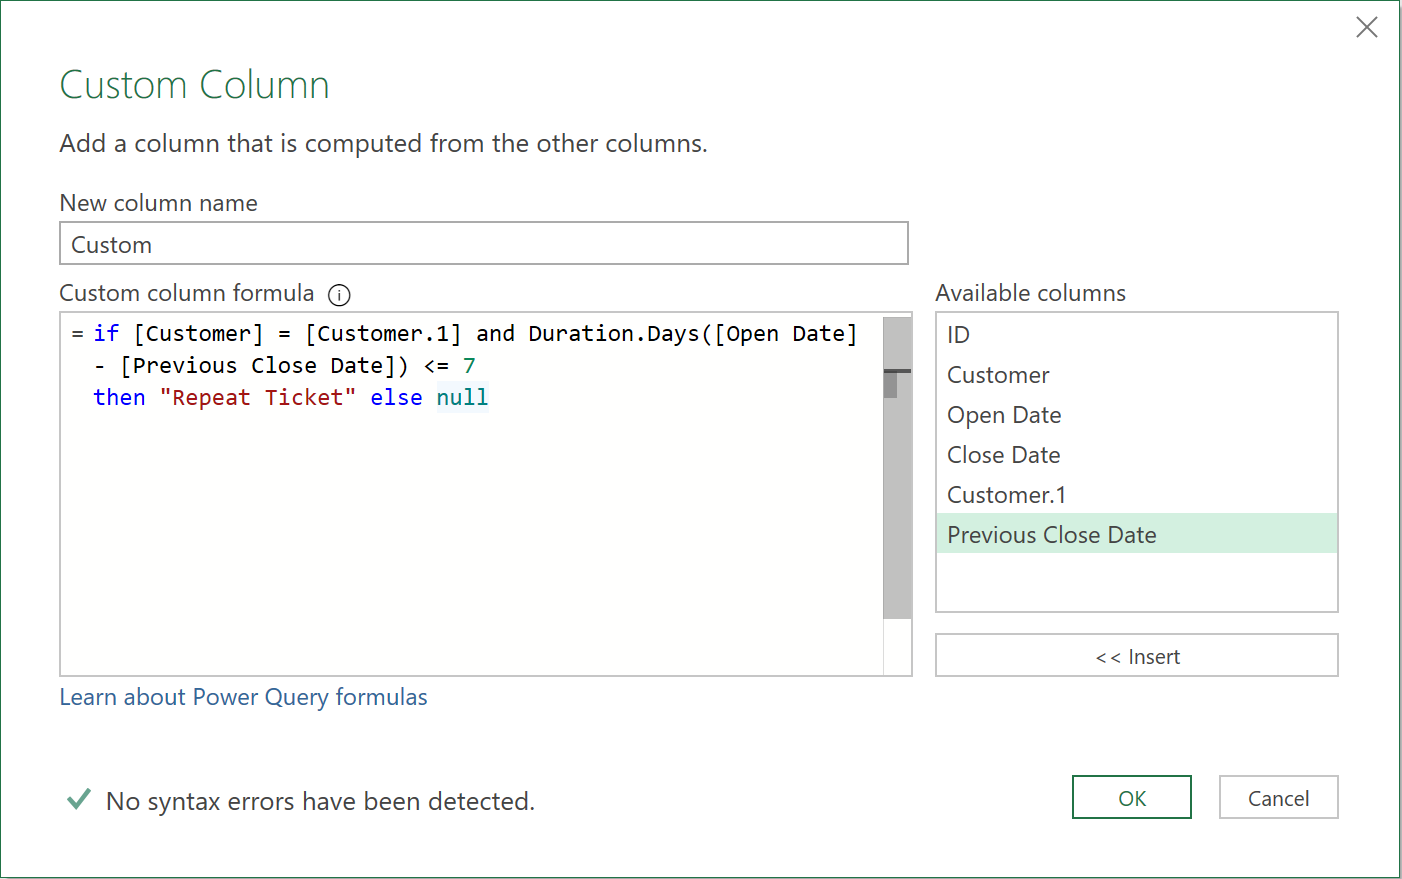 Custom Column
Add a column that is computed from the other columns.
New column name
Custom
Custom column formula
Available columns
= if [Customer] = [Customer.1] and Duration.Days([Open Date]
- [Previous Close Date]) <= 7
then "Repeat Ticket" else null
ID
Customer
Open Date
Close Date
Customer.1
Previous Close Date
<< Insert
Learn about Power Query formulas
No syntax errors have been detected.
OK
Cancel